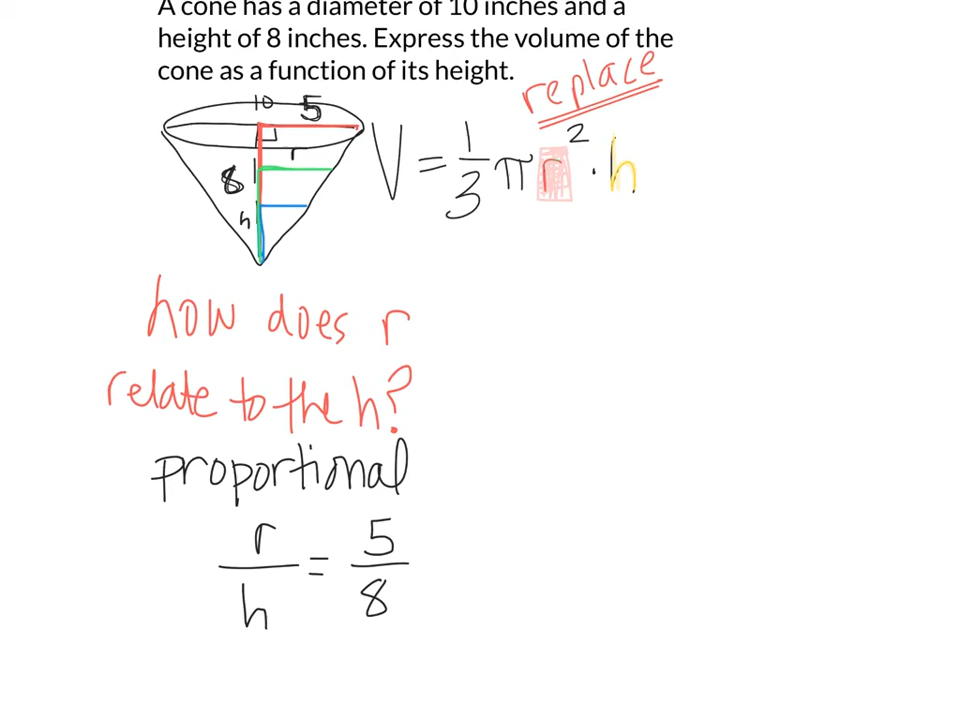 A cone has a diameter of 10 inches and a
height of 8 inches. Express the volume of the
cone as a function of its height.
replace
10 5
r
8
h
V = 1/3 π r² · h
how does r
relate to the h?
proportional
r/h = 5/8